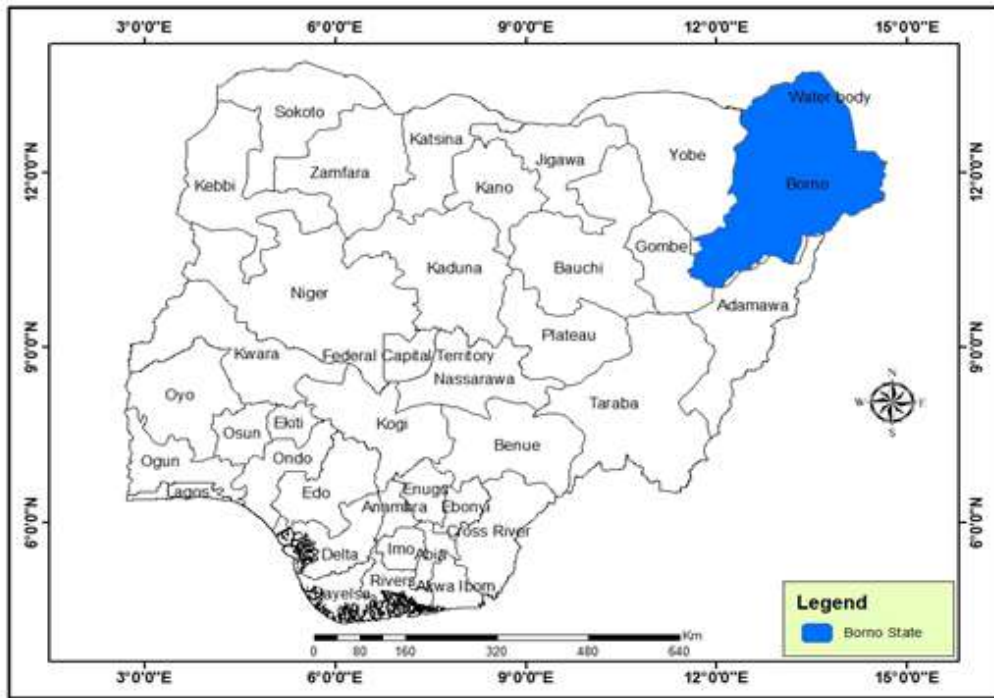 3°0'0"E 6°0'0"E 9°0'0"E 12°0'0"E 15°0'0"E
12°0'0"N
9°0'0"N
6°0'0"N
Water body
Sokoto
Katsina
Yobe
Jigawa
Zamfara
Kebbi
Kano
Borno
Gombe
Kaduna
Bauchi
Niger
Adamawa
Plateau
Kwara
Federal Capital Territory
Nassarawa
Oyo
Taraba
Kogi
Osun
Ekiti
Benue
Ogun
Ondo
Lagos
Edo
Enugu
Anambra
Ebonyi
Cross River
Delta
Imo
Abia
Rivers
Akwa Ibom
Bayelsa
N
W E
S
12°0'0"N
9°0'0"N
6°0'0"N
Legend
Borno State
Km
0 40 80 160 320 480 640
3°0'0"E 6°0'0"E 9°0'0"E 12°0'0"E 15°0'0"E